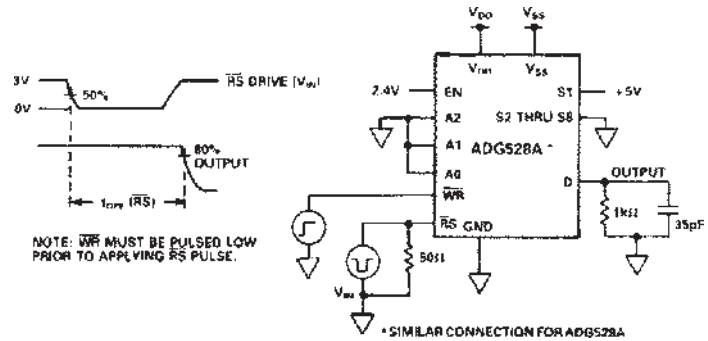 3V
0V
50%
RS DRIVE (VIN)
80%
OUTPUT
tOFF (RS)
NOTE: WR MUST BE PULSED LOW
PRIOR TO APPLYING RS PULSE.
VDD
VSS
VDD
VSS
2.4V
EN
S1
+5V
A2
S2 THRU S8
A1
ADG528A*
A0
D
OUTPUT
WR
RS
GND
1kΩ
35pF
50Ω
VIN
* SIMILAR CONNECTION FOR ADG529A